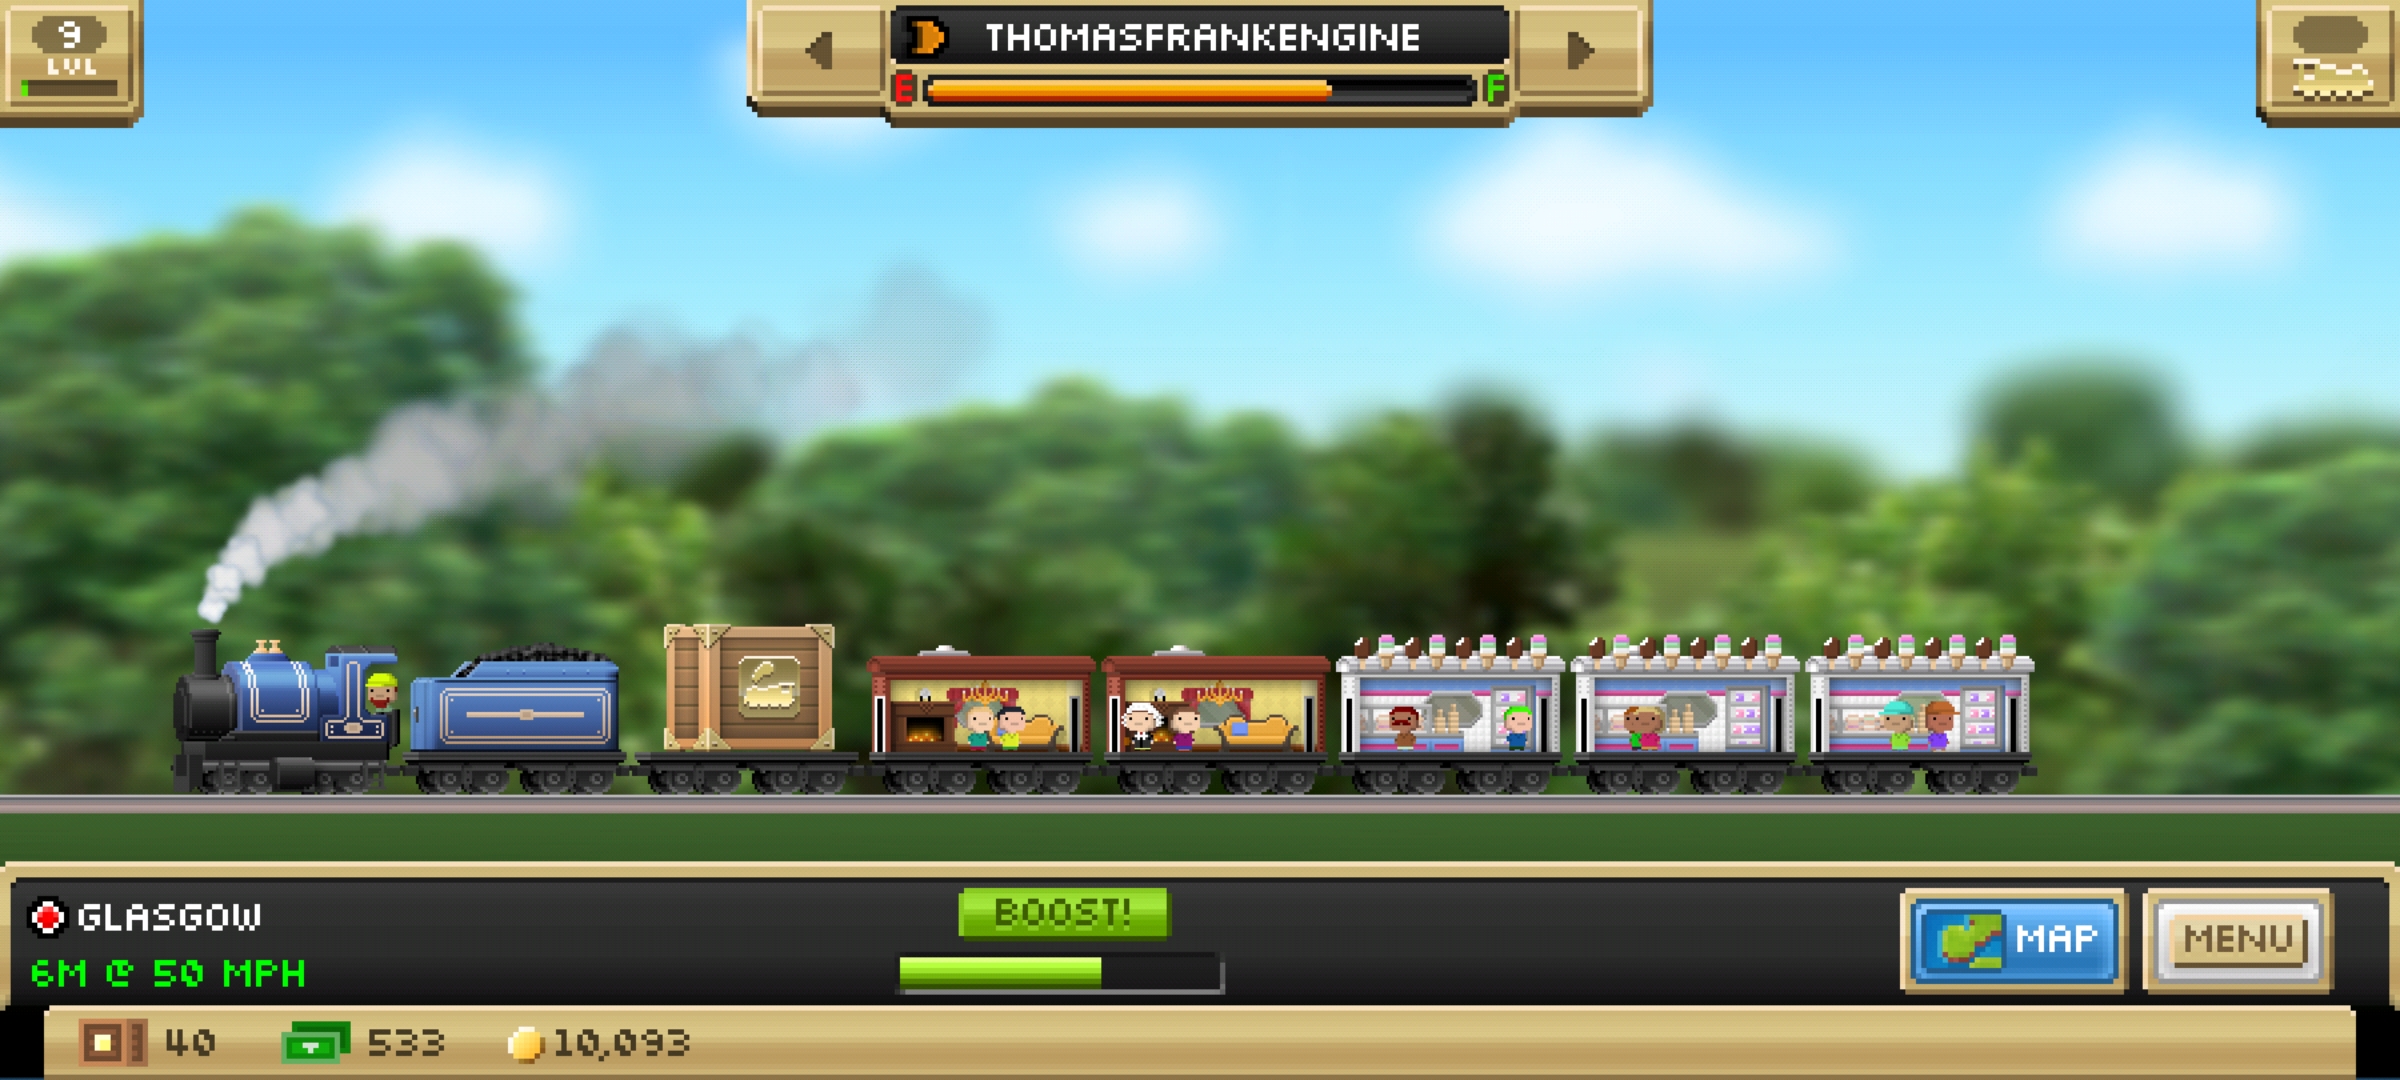 9
LVL
THOMASFRANKENGINE
E F
GLASGOW
6M @ 50 MPH
BOOST!
MAP
MENU
40
533
10,093